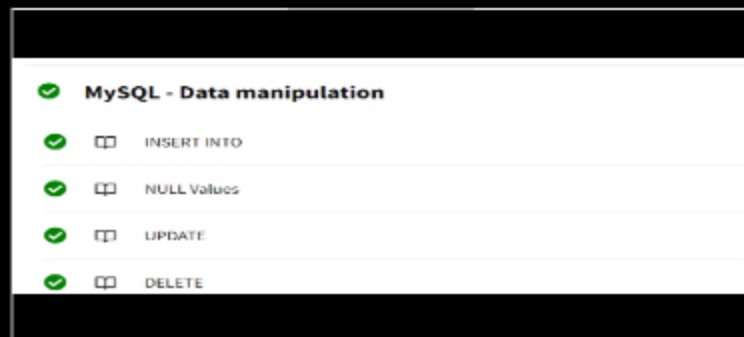 MySQL - Data manipulation
INSERT INTO
NULL Values
UPDATE
DELETE